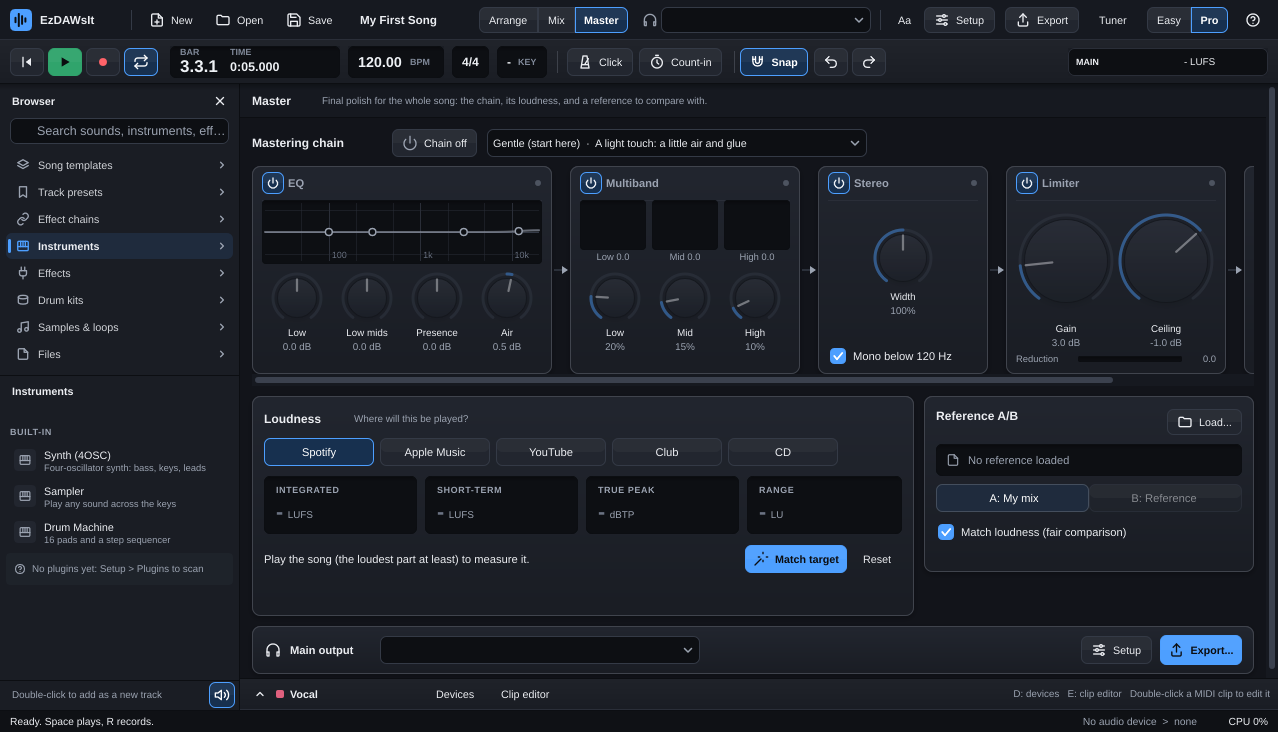 EzDAWsIt
New
Open
Save
My First Song
Arrange
Mix
Master
Aa
Setup
Export
Tuner
Easy
Pro
BAR
3.3.1
TIME
0:05.000
120.00 BPM
4/4
- KEY
Click
Count-in
Snap
MAIN
- LUFS
Browser
Search sounds, instruments, eff...
Song templates
Track presets
Effect chains
Instruments
Effects
Drum kits
Samples & loops
Files
Instruments
BUILT-IN
Synth (4OSC)
Four-oscillator synth: bass, keys, leads
Sampler
Play any sound across the keys
Drum Machine
16 pads and a step sequencer
No plugins yet: Setup > Plugins to scan
Double-click to add as a new track
Master
Final polish for the whole song: the chain, its loudness, and a reference to compare with.
Mastering chain
Chain off
Gentle (start here) · A light touch: a little air and glue
EQ
100
1k
10k
Low
0.0 dB
Low mids
0.0 dB
Presence
0.0 dB
Air
0.5 dB
Multiband
Low 0.0
Mid 0.0
High 0.0
Low
20%
Mid
15%
High
10%
Stereo
Width
100%
Mono below 120 Hz
Limiter
Gain
3.0 dB
Ceiling
-1.0 dB
Reduction
0.0
Loudness
Where will this be played?
Spotify
Apple Music
YouTube
Club
CD
INTEGRATED
- LUFS
SHORT-TERM
- LUFS
TRUE PEAK
- dBTP
RANGE
- LU
Play the song (the loudest part at least) to measure it.
Match target
Reset
Reference A/B
Load...
No reference loaded
A: My mix
B: Reference
Match loudness (fair comparison)
Main output
Setup
Export...
Vocal
Devices
Clip editor
D: devices E: clip editor Double-click a MIDI clip to edit it
Ready. Space plays, R records.
No audio device > none
CPU 0%